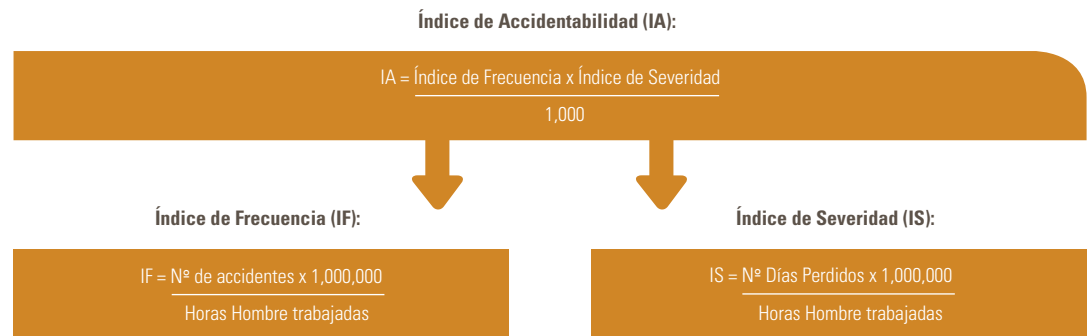 Índice de Accidentabilidad (IA):
IA = Índice de Frecuencia x Índice de Severidad
1,000
Índice de Frecuencia (IF):
IF = Nº de accidentes x 1,000,000
Horas Hombre trabajadas
Índice de Severidad (IS):
IS = Nº Días Perdidos x 1,000,000
Horas Hombre trabajadas